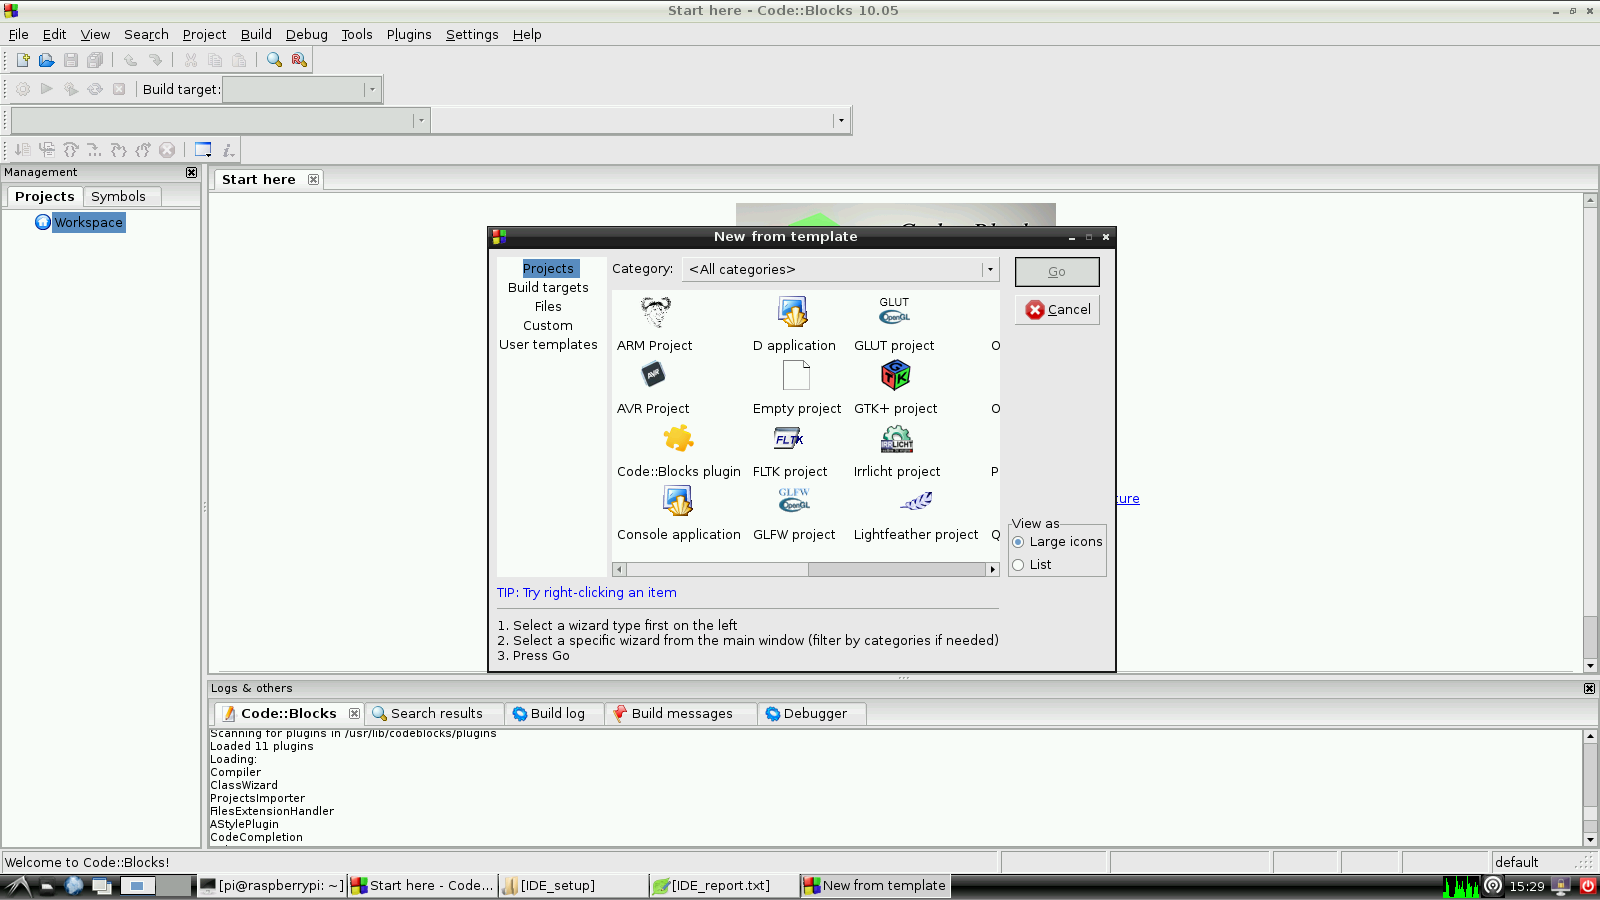 Start here - Code::Blocks 10.05
File Edit View Search Project Build Debug Tools Plugins Settings Help
Build target:
Management
Projects Symbols
Workspace
Start here
New from template
Projects
Build targets
Files
Custom
User templates
Category: <All categories>
Go
Cancel
GLUT
OpenGL
ARM Project D application GLUT project O
AVR
GTK
AVR Project Empty project GTK+ project O
FLTK
IRRLICHT
Code::Blocks plugin FLTK project Irrlicht project P
GLFW
OpenGL
Console application GLFW project Lightfeather project Q
View as
Large icons
List
ture
TIP: Try right-clicking an item
1. Select a wizard type first on the left
2. Select a specific wizard from the main window (filter by categories if needed)
3. Press Go
Logs & others
Code::Blocks Search results Build log Build messages Debugger
Scanning for plugins in /usr/lib/codeblocks/plugins
Loaded 11 plugins
Loading:
Compiler
ClassWizard
ProjectsImporter
FilesExtensionHandler
AStylePlugin
CodeCompletion
Welcome to Code::Blocks!
default
[pi@raspberrypi: ~] Start here - Code... [IDE_setup] [IDE_report.txt] New from template 15:29